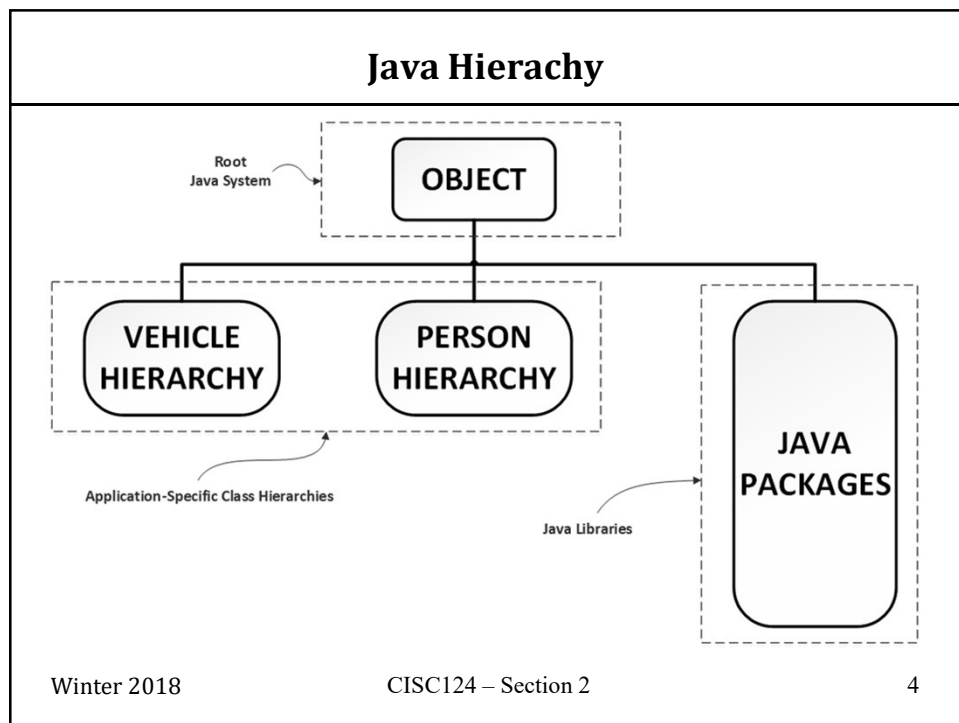 Java Hierachy
Root
Java System
OBJECT
VEHICLE
HIERARCHY
PERSON
HIERARCHY
JAVA
PACKAGES
Application-Specific Class Hierarchies
Java Libraries
Winter 2018
CISC124 – Section 2
4